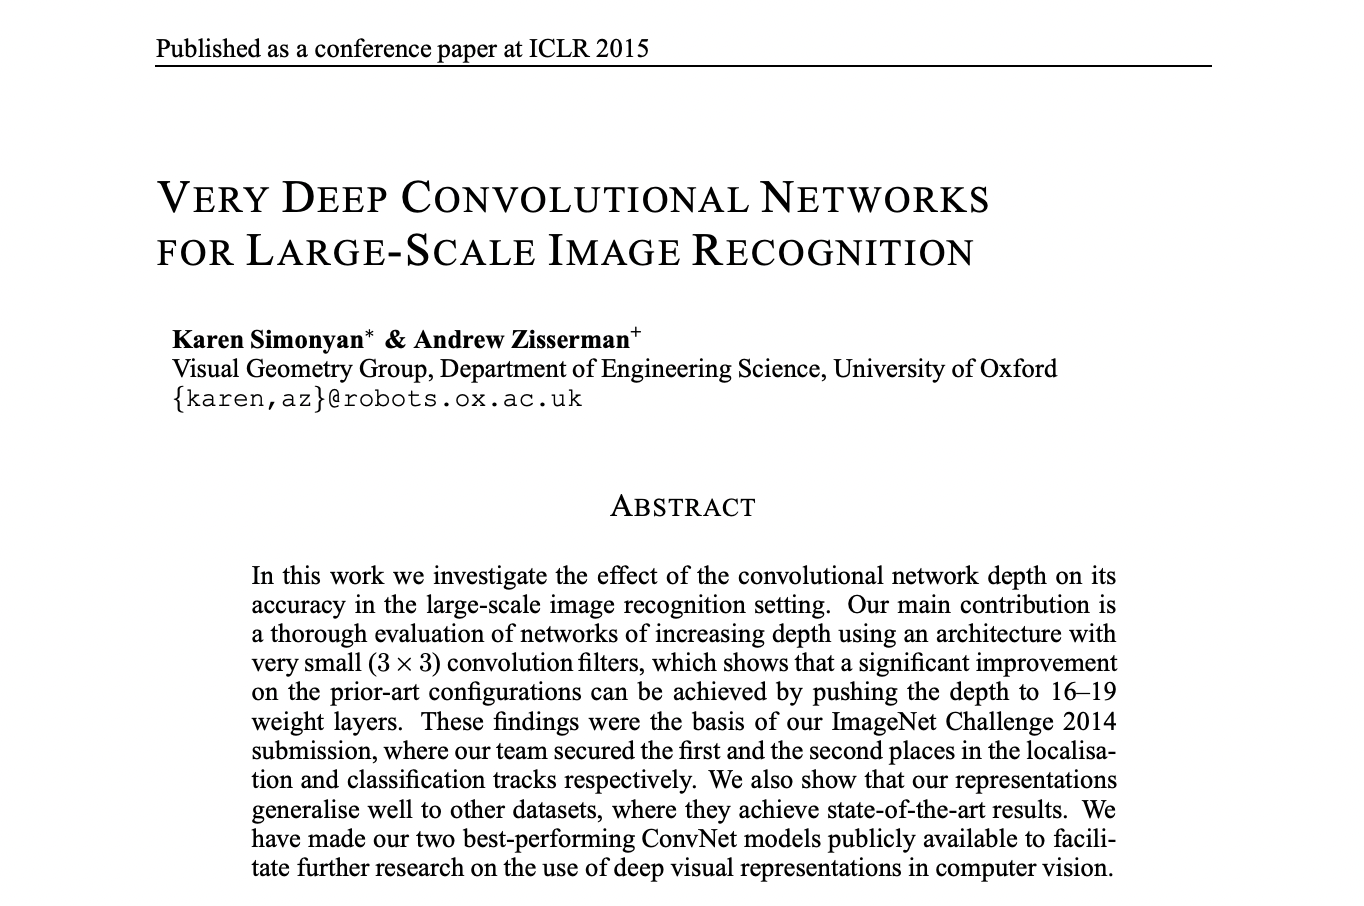 Published as a conference paper at ICLR 2015
VERY DEEP CONVOLUTIONAL NETWORKS
FOR LARGE-SCALE IMAGE RECOGNITION
Karen Simonyan* & Andrew Zisserman+
Visual Geometry Group, Department of Engineering Science, University of Oxford
{karen,az}@robots.ox.ac.uk
ABSTRACT
In this work we investigate the effect of the convolutional network depth on its
accuracy in the large-scale image recognition setting. Our main contribution is
a thorough evaluation of networks of increasing depth using an architecture with
very small (3 × 3) convolution filters, which shows that a significant improvement
on the prior-art configurations can be achieved by pushing the depth to 16–19
weight layers. These findings were the basis of our ImageNet Challenge 2014
submission, where our team secured the first and the second places in the localisa-
tion and classification tracks respectively. We also show that our representations
generalise well to other datasets, where they achieve state-of-the-art results. We
have made our two best-performing ConvNet models publicly available to facili-
tate further research on the use of deep visual representations in computer vision.